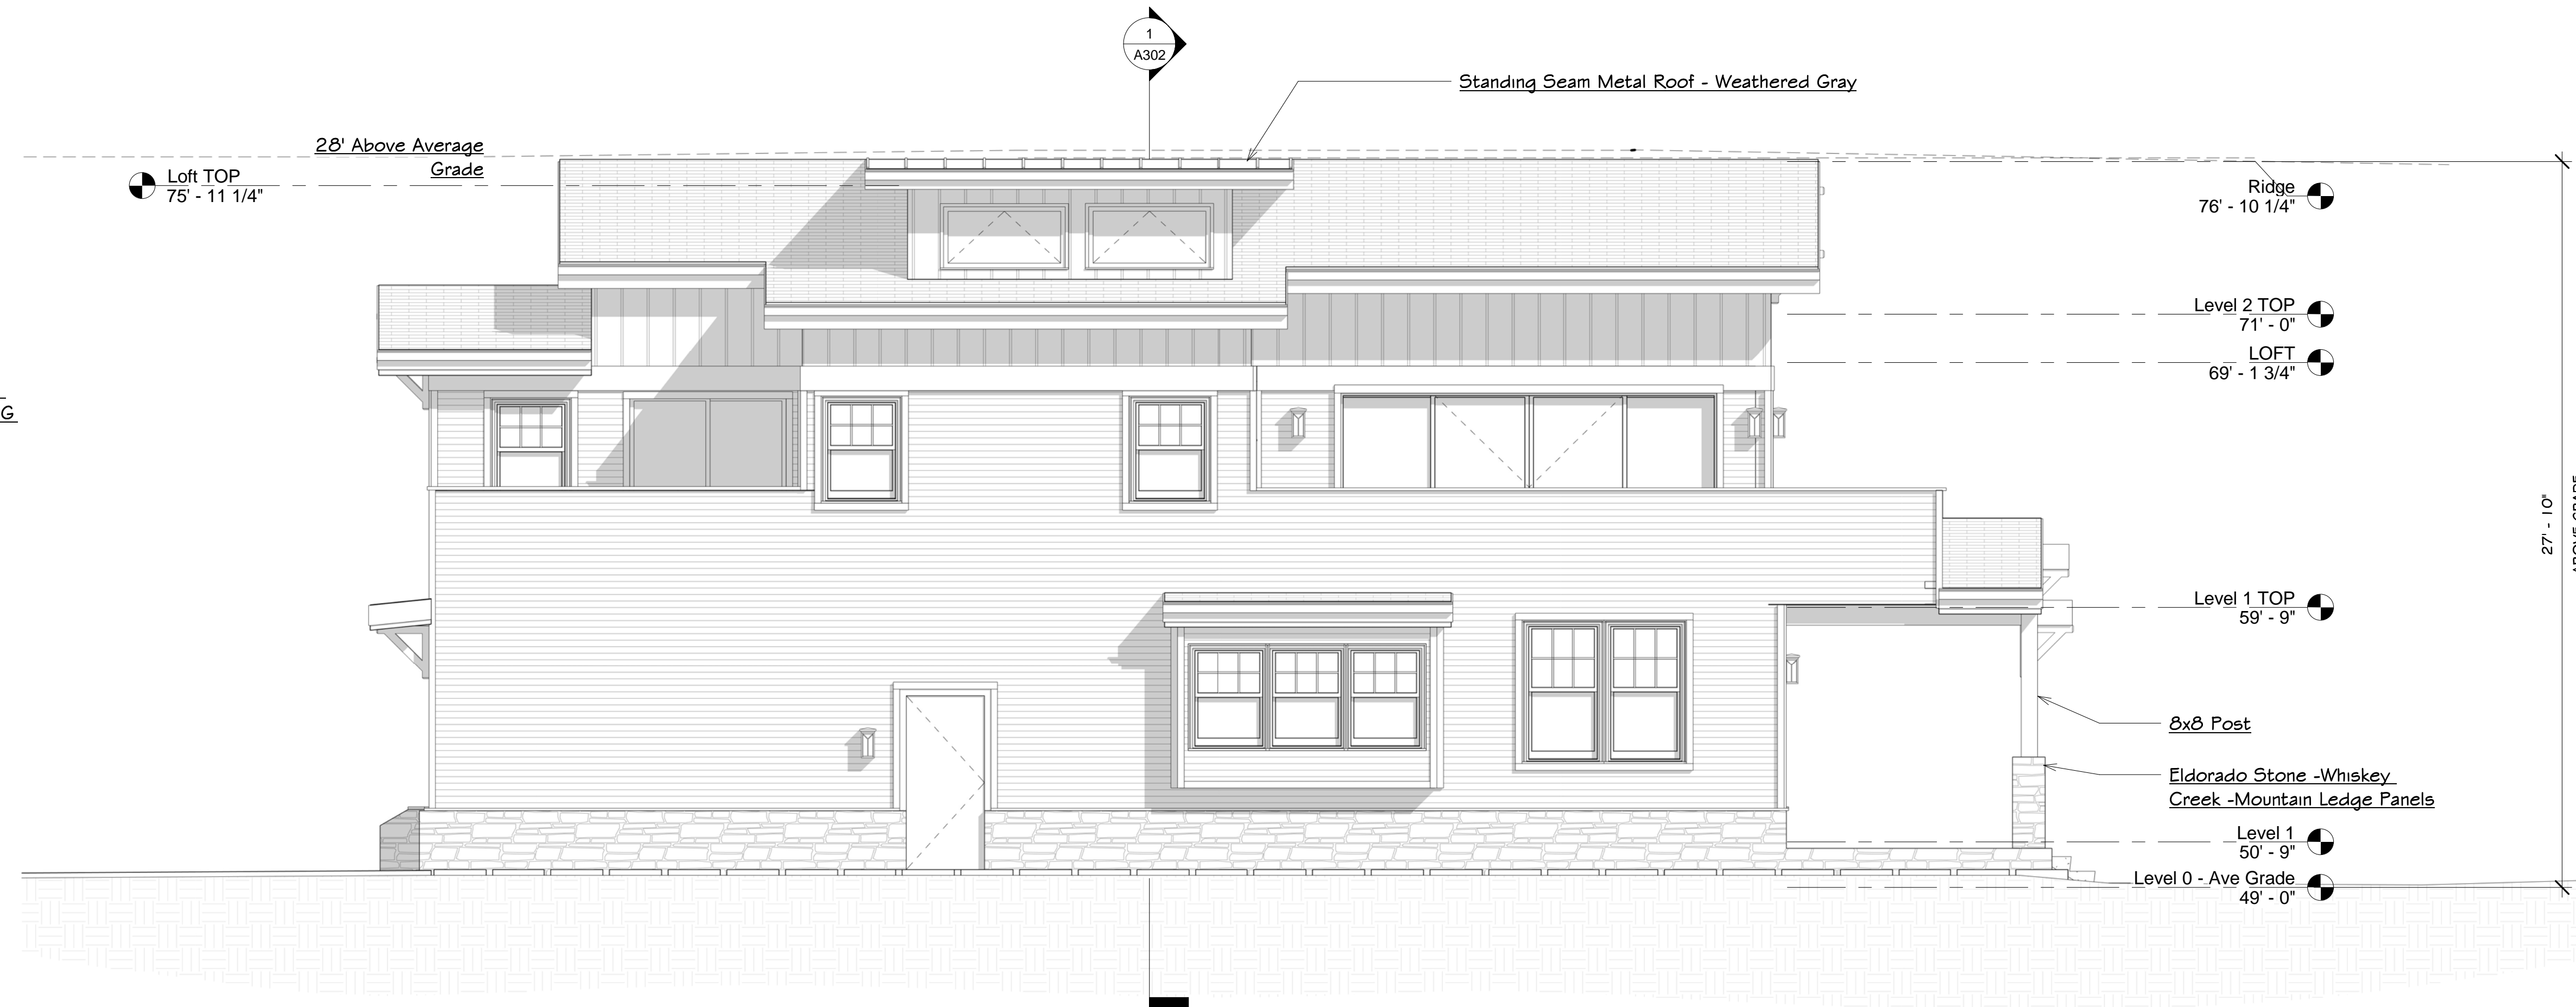 1
A302
Standing Seam Metal Roof - Weathered Gray
28' Above Average
Grade
Loft TOP
75' - 11 1/4"
Ridge
76' - 10 1/4"
Level 2 TOP
71' - 0"
LOFT
69' - 1 3/4"
G
27' - 10"
Level 1 TOP
59' - 9"
8x8 Post
Eldorado Stone -Whiskey
Creek -Mountain Ledge Panels
Level 1
50' - 9"
Level 0 - Ave Grade
49' - 0"